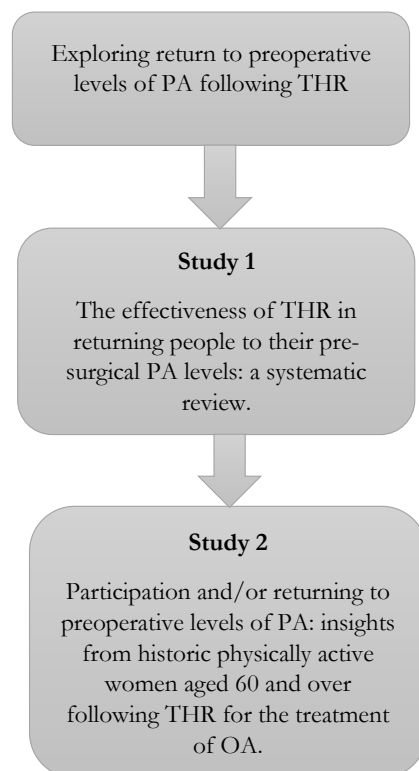 Exploring return to preoperative
levels of PA following THR
Study 1
The effectiveness of THR in
returning people to their pre-
surgical PA levels: a systematic
review.
Study 2
Participation and/or returning to
preoperative levels of PA: insights
from historic physically active
women aged 60 and over
following THR for the treatment
of OA.